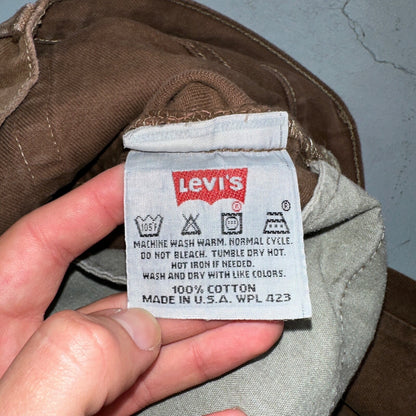 LEVI'S
®
105F
MACHINE WASH WARM. NORMAL CYCLE.
DO NOT BLEACH. TUMBLE DRY HOT.
HOT IRON IF NEEDED.
WASH AND DRY WITH LIKE COLORS.
100% COTTON
MADE IN U.S.A. WPL 423